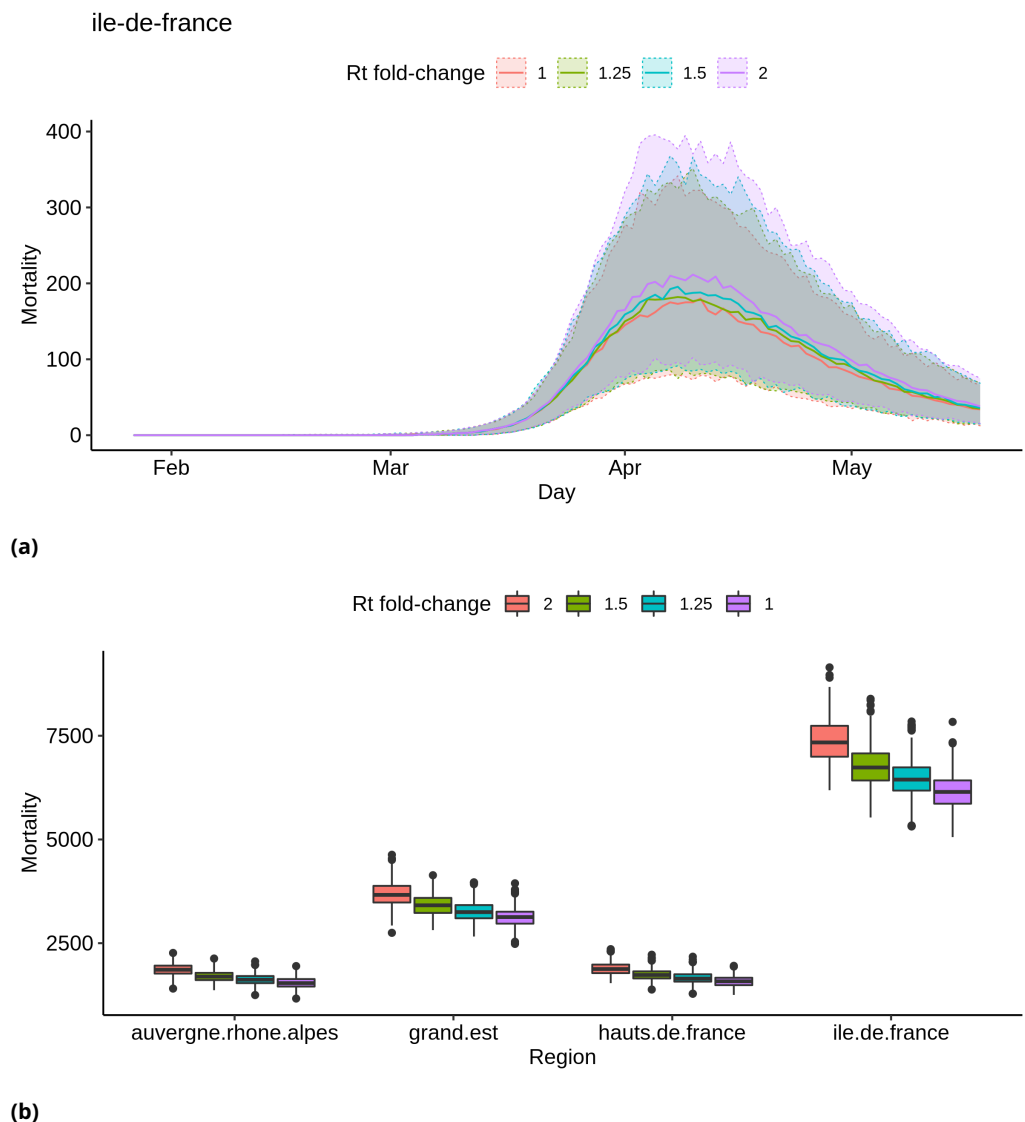 ile-de-france
Rt fold-change 1 1.25 1.5 2
400
300
200
100
0
Mortality
Feb Mar Apr May
Day
(a)
Rt fold-change 2 1.5 1.25 1
7500
5000
2500
Mortality
auvergne.rhone.alpes grand.est hauts.de.france ile.de.france
Region
(b)